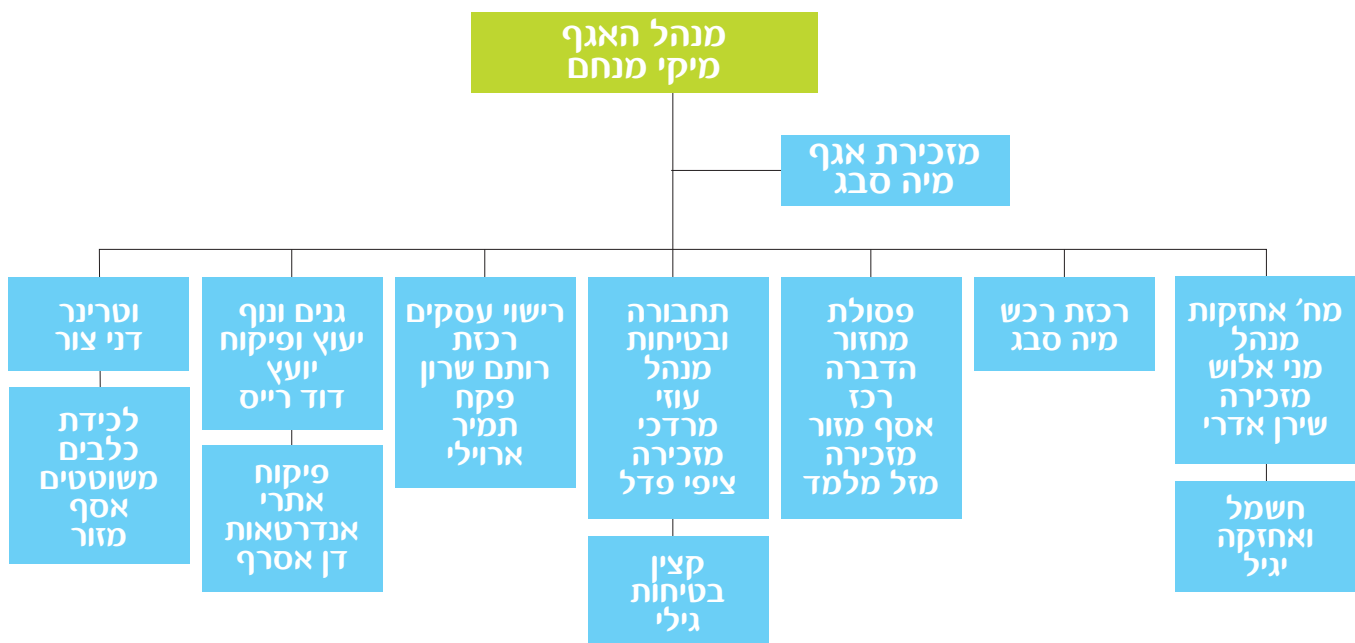 מנהל האגף
מיקי מנחם
מזכירת אגף
מיה סבג
מח' אחזקות
מנהל
מני אלוש
מזכירה
שירן אדרי
רכזת רכש
מיה סבג
פסולת
מחזור
הדברה
רכז
אסף מזור
מזכירה
מזל מלמד
תחבורה
ובטיחות
מנהל
עוזי
מרדכי
מזכירה
ציפי פדל
רישוי עסקים
רכזת
רותם שרון
פקח
תמיר
ארוילי
גנים ונוף
יעוץ ופיקוח
יועץ
דוד רייס
וטרינר
דני צור
חשמל
ואחזקה
יגיל
קצין
בטיחות
גילי
פיקוח
אתרי
אנדרטאות
דן אסרף
לכידת
כלבים
משוטטים
אסף
מזור